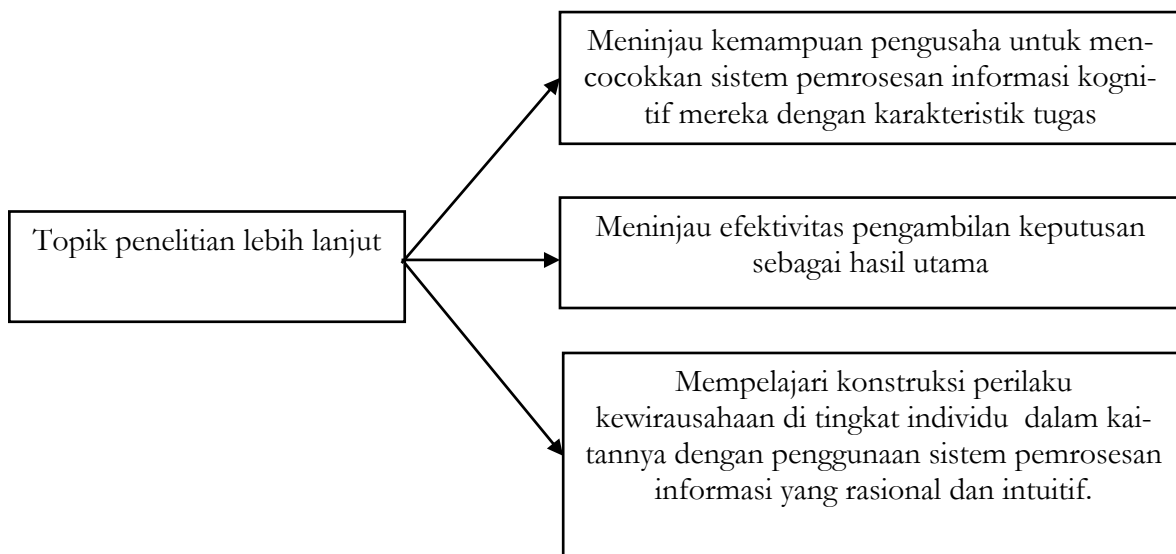 Meninjau kemampuan pengusaha untuk men-
cocokkan sistem pemrosesan informasi kogni-
tif mereka dengan karakteristik tugas
Topik penelitian lebih lanjut
Meninjau efektivitas pengambilan keputusan
sebagai hasil utama
Mempelajari konstruksi perilaku
kewirausahaan di tingkat individu dalam kai-
tannya dengan penggunaan sistem pemrosesan
informasi yang rasional dan intuitif.